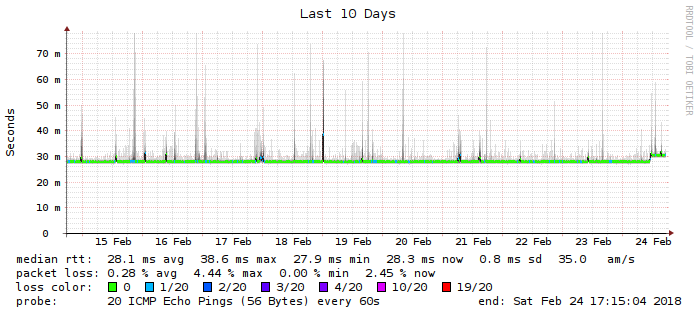 Last 10 Days
RRDTOOL / TOBI OETIKER
Seconds
70 m
60 m
50 m
40 m
30 m
20 m
10 m
0
15 Feb 16 Feb 17 Feb 18 Feb 19 Feb 20 Feb 21 Feb 22 Feb 23 Feb 24 Feb
median rtt: 28.1 ms avg 38.6 ms max 27.9 ms min 28.3 ms now 0.8 ms sd 35.0 am/s
packet loss: 0.28 % avg 4.44 % max 0.00 % min 2.45 % now
loss color: 0 1/20 2/20 3/20 4/20 10/20 19/20
probe: 20 ICMP Echo Pings (56 Bytes) every 60s end: Sat Feb 24 17:15:04 2018